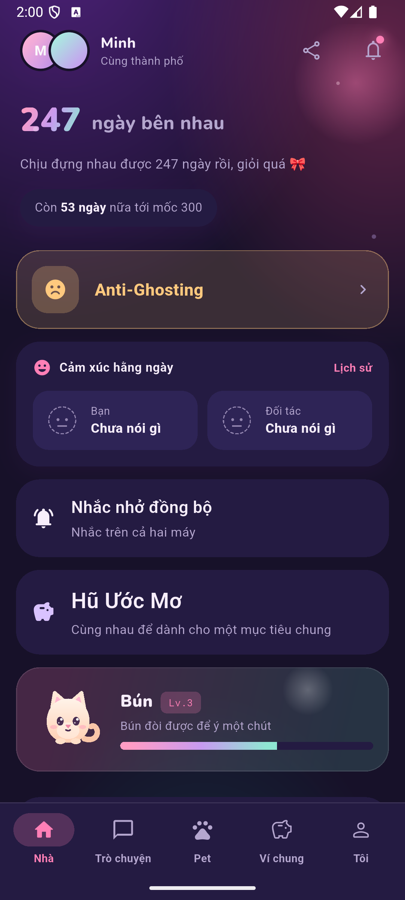 2:00
A
M
Minh
Cùng thành phố
247 ngày bên nhau
Chịu đựng nhau được 247 ngày rồi, giỏi quá 🎀
Còn 53 ngày nữa tới mốc 300
Anti-Ghosting
Cảm xúc hằng ngày
Lịch sử
Bạn
Chưa nói gì
Đối tác
Chưa nói gì
Nhắc nhở đồng bộ
Nhắc trên cả hai máy
Hũ Ước Mơ
Cùng nhau để dành cho một mục tiêu chung
Bún Lv.3
Bún đòi được để ý một chút
Nhà
Trò chuyện
Pet
Ví chung
Tôi